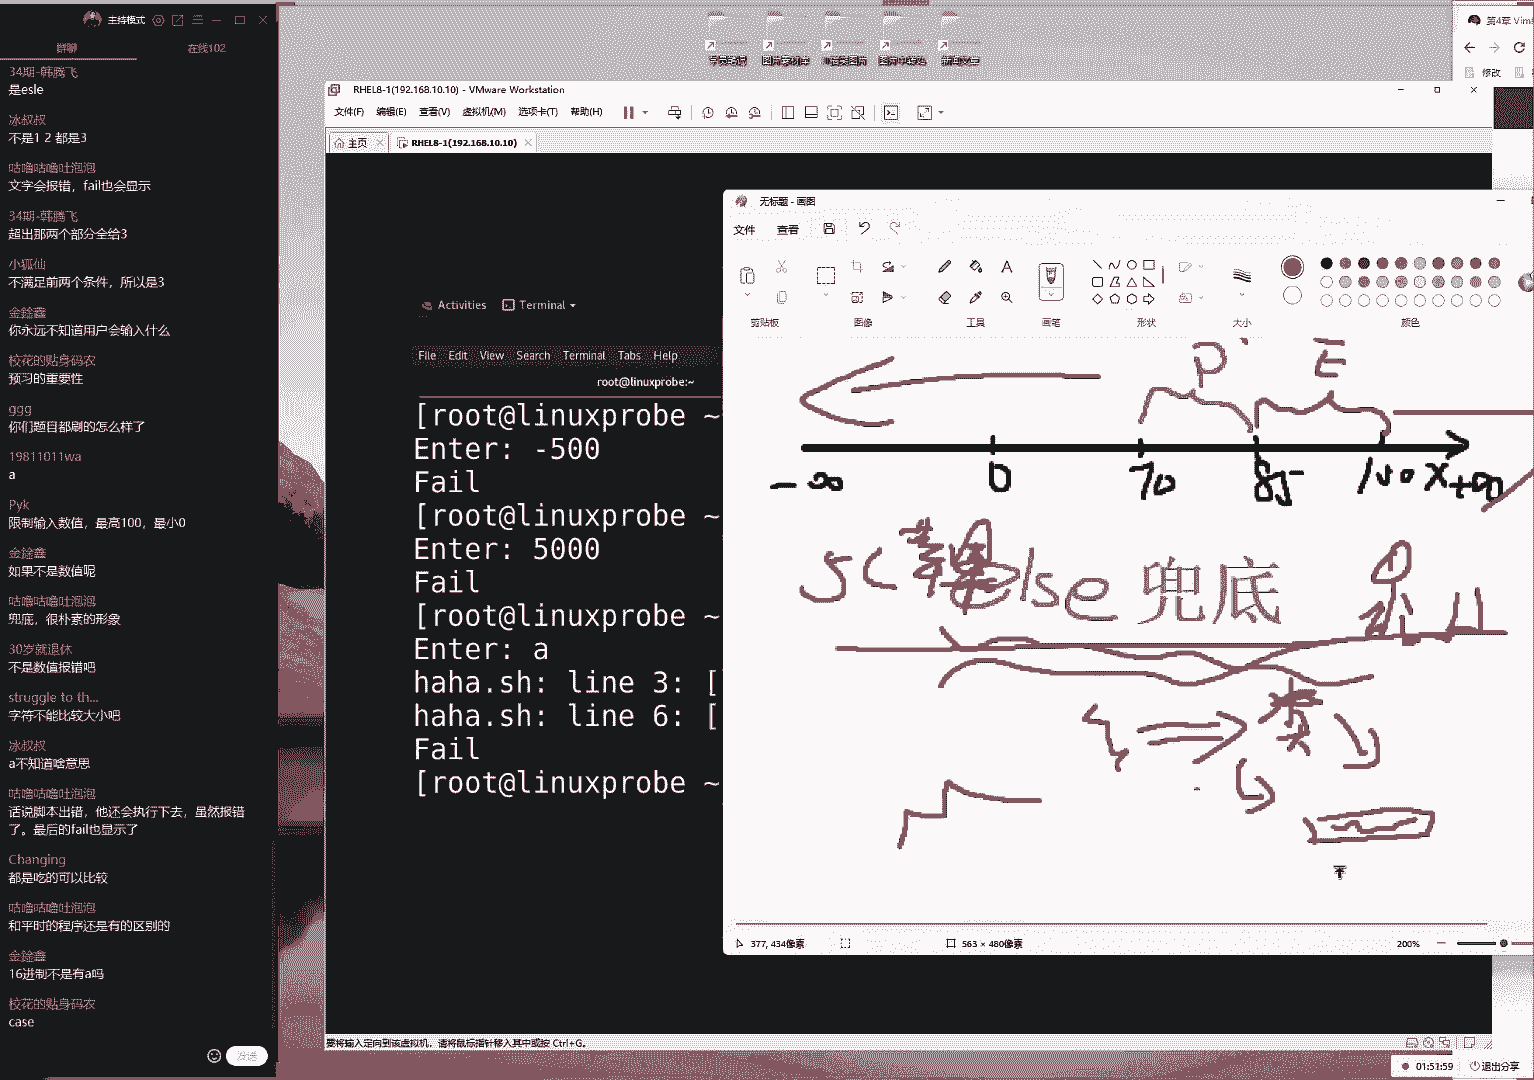 主持模式
群聊
在线102
34期-韩腾飞
是esle
冰叔叔
不是1 2 都是3
咕噜咕噜吐泡泡
文字会报错，fail也会显示
34期-韩腾飞
超出那两个部分全给3
小狐仙
不满足前两个条件，所以是3
金鍂鑫
你永远不知道用户会输入什么
校花的贴身码农
预习的重要性
ggg
你们题目都刷的怎么样了
19811011wa
a
Pyk
限制输入数值，最高100，最小0
金鍂鑫
如果不是数值呢
咕噜咕噜吐泡泡
兜底，很朴素的形象
30岁就退休
不是数值报错吧
struggle to th...
字符不能比较大小吧
冰叔叔
a不知道啥意思
咕噜咕噜吐泡泡
话说脚本出错，他还会执行下去，虽然报错
了。最后的fail也显示了
Changing
都是吃的可以比较
咕噜咕噜吐泡泡
和平时的程序还是有的区别的
金鍂鑫
16进制不是有a吗
校花的贴身码农
case
发送
RHEL8-1(192.168.10.10) - VMware Workstation
文件(F) 编辑(E) 查看(V) 虚拟机(M) 选项卡(T) 帮助(H)
主页
RHEL8-1(192.168.10.10)
Activities
Terminal
File Edit View Search Terminal Tabs Help
root@linuxprobe:~
[root@linuxprobe ~
Enter: -500
Fail
[root@linuxprobe ~
Enter: 5000
Fail
[root@linuxprobe ~
Enter: a
haha.sh: line 3: [
haha.sh: line 6: [
Fail
[root@linuxprobe ~
要将输入定向到该虚拟机，请将鼠标指针移入其中或按 Ctrl+G。
无标题 - 画图
文件 查看
剪贴板 图像 工具 画笔 形状 大小 颜色
P E
-∞ 0 70 85 100 X +∞
else 兜底
377, 434像素
563 × 480像素
200%
第4章 Vim
修改
01:51:59
退出分享